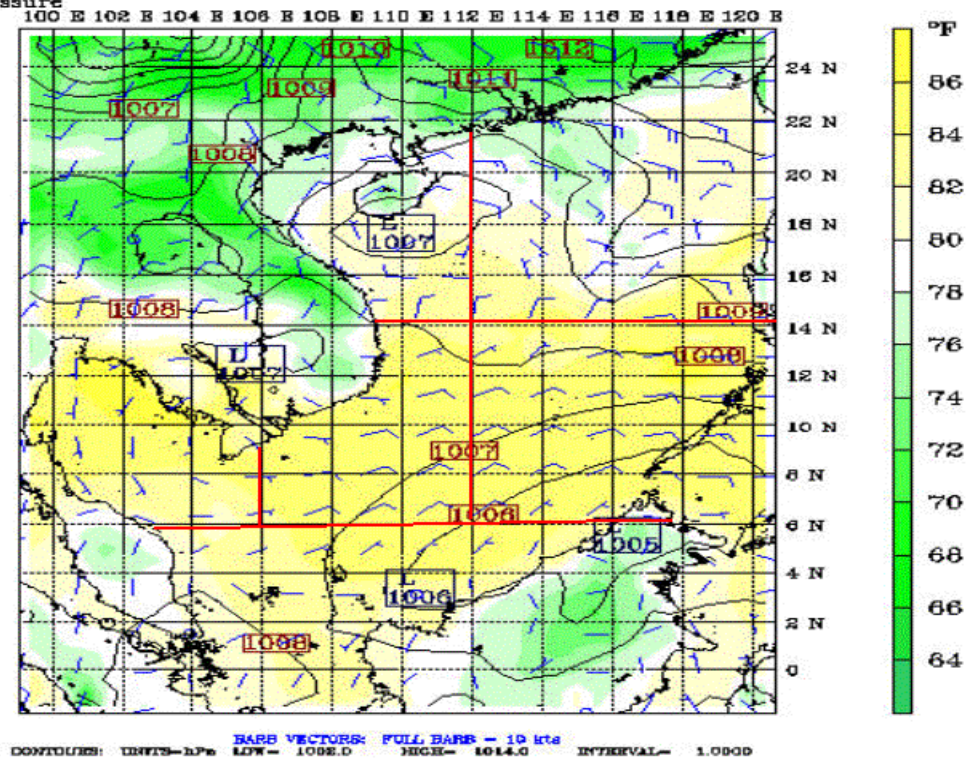 ssure
100 E 102 E 104 E 106 E 108 E 110 E 112 E 114 E 116 E 118 E 120 E
°F
1010 1012
24 N
1011
86
1009
1007
22 N
84
1008
20 N
82
18 N
L
1007
80
16 N
78
1008 1009
14 N
76
L 1008
1007
12 N
74
10 N
1007
72
8 N
70
1006
6 N
L
1005
68
4 N
L
1006
66
2 N
1008
64
0
BARB VECTORS: FULL BARB = 10 kts
CONTOURS: UNITS=hPa LOW= 1002.0 HIGH= 1014.0 INTERVAL= 1.0000